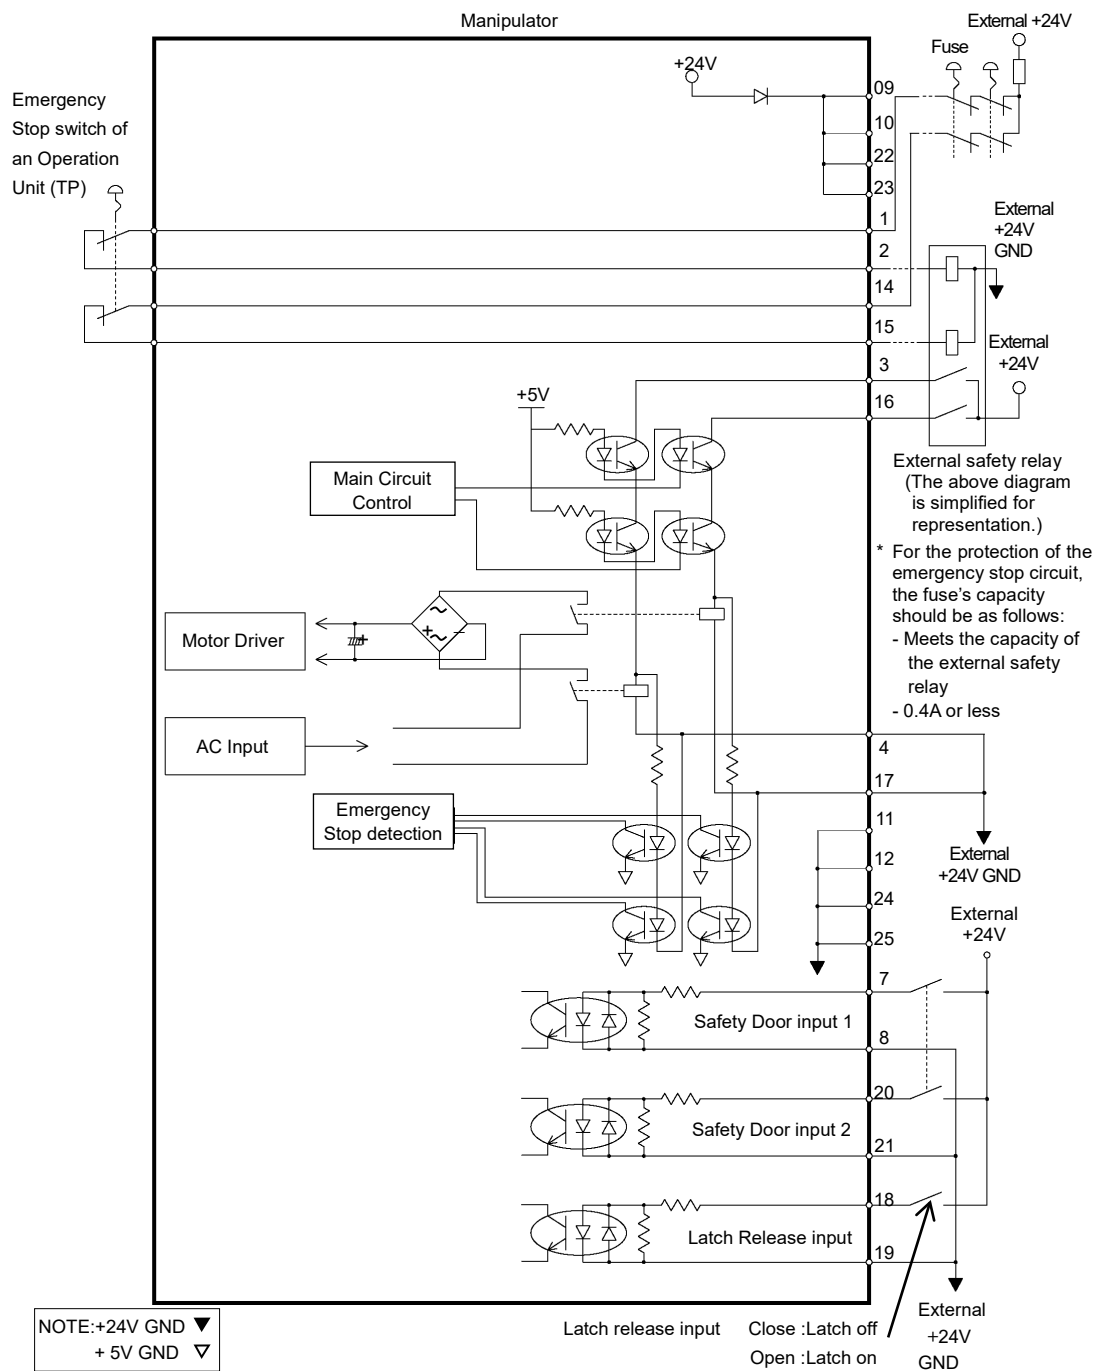 Manipulator
External +24V
Fuse
+24V
09
10
22
23
1
2
14
15
3
16
Emergency
Stop switch of
an Operation
Unit (TP)
External
+24V
GND
External
+24V
+5V
Main Circuit
Control
External safety relay
(The above diagram
is simplified for
representation.)
* For the protection of the
emergency stop circuit,
the fuse's capacity
should be as follows:
- Meets the capacity of
the external safety
relay
- 0.4A or less
Motor Driver
AC Input
4
17
11
12
24
25
Emergency
Stop detection
External
+24V GND
External
+24V
7
Safety Door input 1
8
20
Safety Door input 2
21
18
Latch Release input
19
NOTE:+24V GND ▼
+ 5V GND ▽
Latch release input Close :Latch off
Open :Latch on
External
+24V
GND